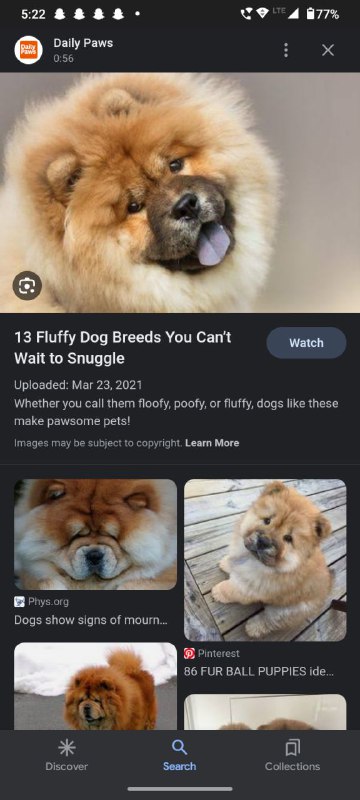 5:22
LTE
77%
Daily Paws
Daily Paws
0:56
13 Fluffy Dog Breeds You Can't
Wait to Snuggle
Watch
Uploaded: Mar 23, 2021
Whether you call them floofy, poofy, or fluffy, dogs like these
make pawsome pets!
Images may be subject to copyright. Learn More
Phys.org
Dogs show signs of mourn...
Pinterest
86 FUR BALL PUPPIES ide...
Discover
Search
Collections